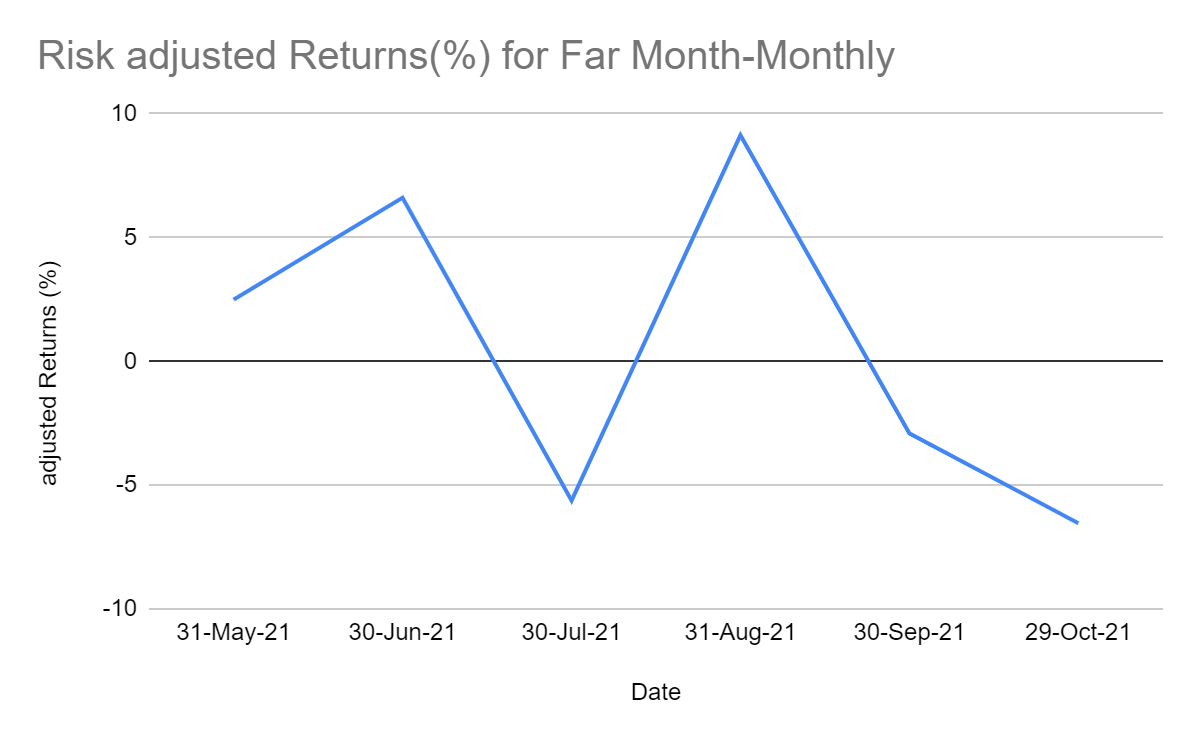 Risk adjusted Returns(%) for Far Month-Monthly
10
5
0
-5
-10
adjusted Returns (%)
31-May-21 30-Jun-21 30-Jul-21 31-Aug-21 30-Sep-21 29-Oct-21
Date